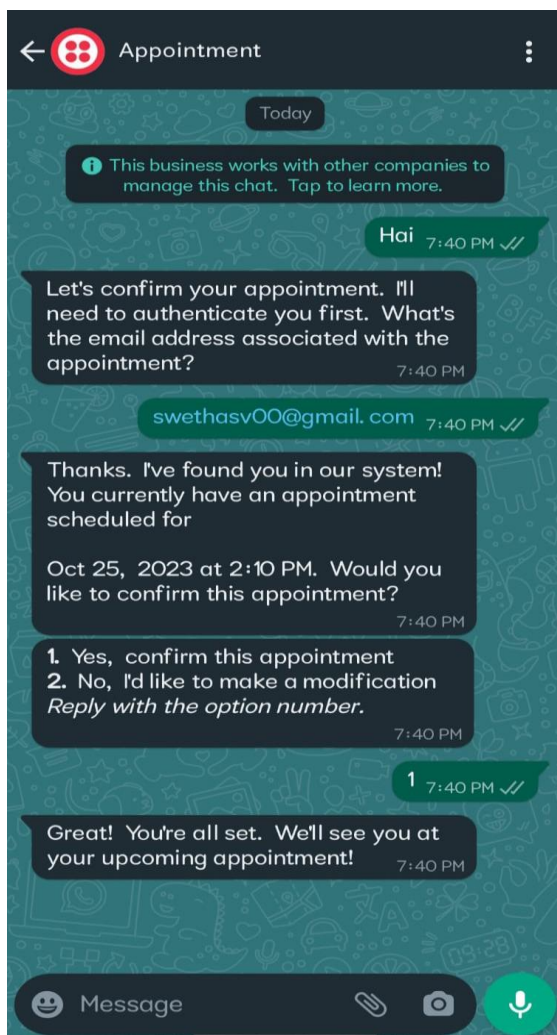 Appointment
Today
This business works with other companies to
manage this chat. Tap to learn more.
Hai 7:40 PM
Let's confirm your appointment. I'll
need to authenticate you first. What's
the email address associated with the
appointment? 7:40 PM
swethasv00@gmail. com 7:40 PM
Thanks. I've found you in our system!
You currently have an appointment
scheduled for
Oct 25, 2023 at 2:10 PM. Would you
like to confirm this appointment?
7:40 PM
1. Yes, confirm this appointment
2. No, I'd like to make a modification
Reply with the option number.
7:40 PM
1 7:40 PM
Great! You're all set. We'll see you at
your upcoming appointment! 7:40 PM
09:28
Message